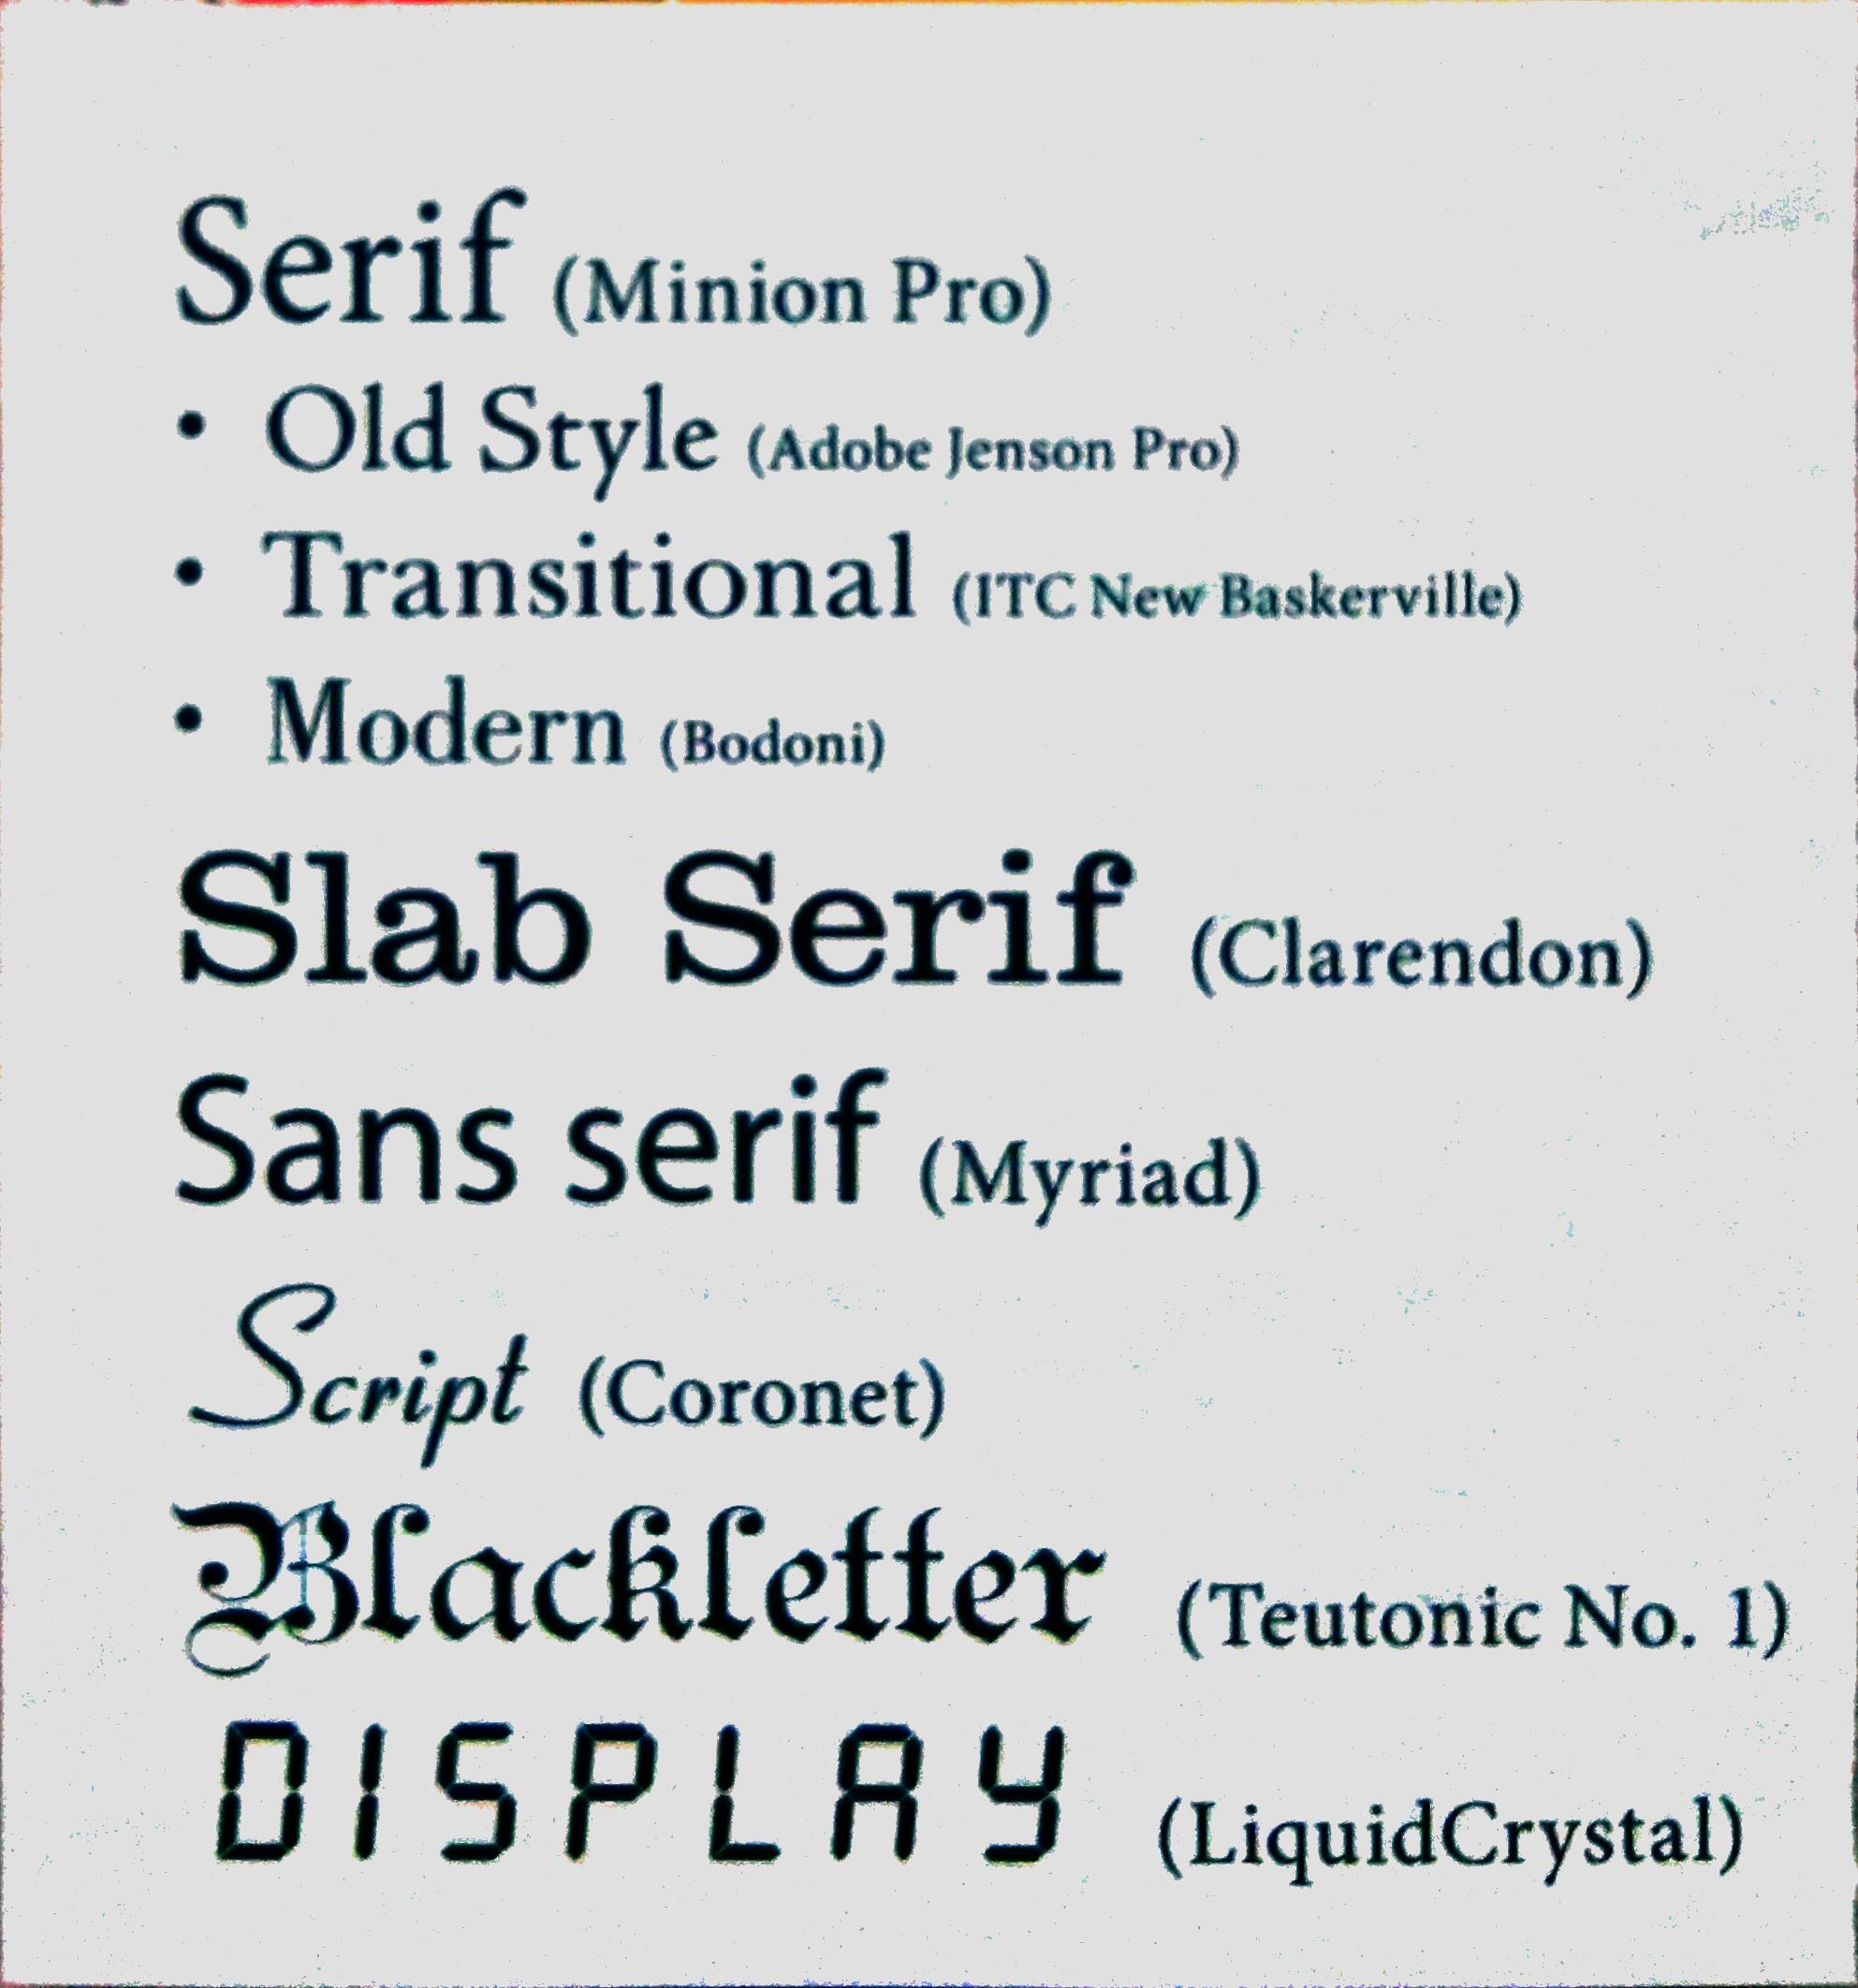 Serif (Minion Pro)
• Old Style (Adobe Jenson Pro)
• Transitional (ITC New Baskerville)
• Modern (Bodoni)
Slab Serif (Clarendon)
Sans serif (Myriad)
Script (Coronet)
Blackletter (Teutonic No. 1)
DISPLAY (LiquidCrystal)